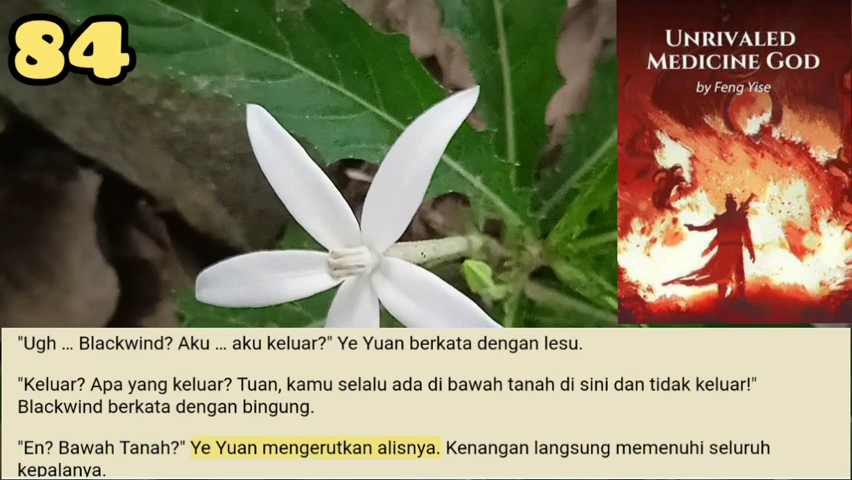 84
UNRIVALED
MEDICINE GOD
by Feng Yise
"Ugh ... Blackwind? Aku ... aku keluar?" Ye Yuan berkata dengan lesu.
"Keluar? Apa yang keluar? Tuan, kamu selalu ada di bawah tanah di sini dan tidak keluar!"
Blackwind berkata dengan bingung.
"En? Bawah Tanah?" Ye Yuan mengerutkan alisnya. Kenangan langsung memenuhi seluruh
kepalanya.